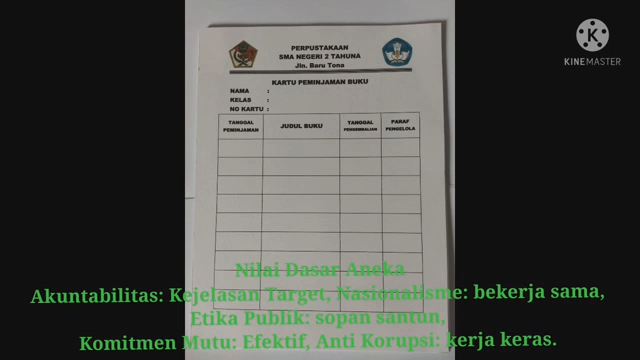 PERPUSTAKAAN
SMA NEGERI 2 TAHUNA
Jln. Baru Tona
KARTU PEMINJAMAN BUKU
NAMA :
KELAS :
NO KARTU :
TANGGAL PEMINJAMAN JUDUL BUKU TANGGAL PENGEMBALIAN PARAF PENGELOLA
KINEMASTER
Nilai Dasar Aneka
Akuntabilitas: Kejelasan Target, Nasionalisme: bekerja sama,
Etika Publik: sopan santun,
Komitmen Mutu: Efektif, Anti Korupsi: kerja keras.